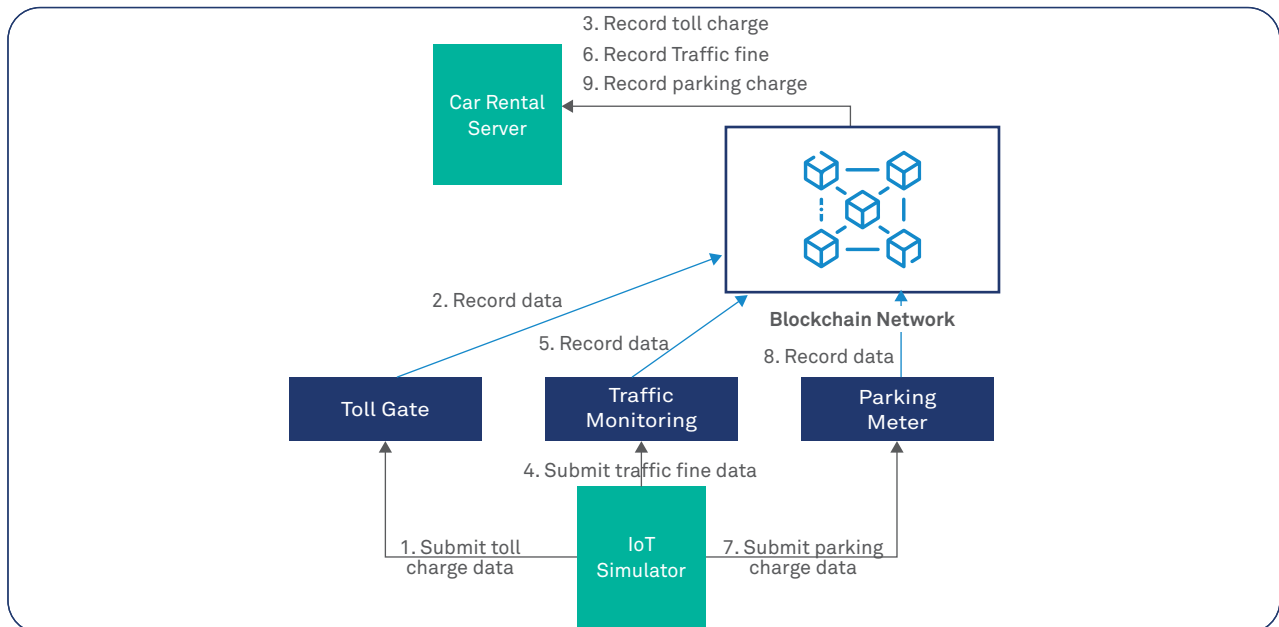 3. Record toll charge
6. Record Traffic fine
9. Record parking charge
Car Rental
Server
2. Record data
Blockchain Network
5. Record data
8. Record data
Toll Gate
Traffic
Monitoring
Parking
Meter
4. Submit traffic fine data
1. Submit toll
charge data
IoT
Simulator
7. Submit parking
charge data